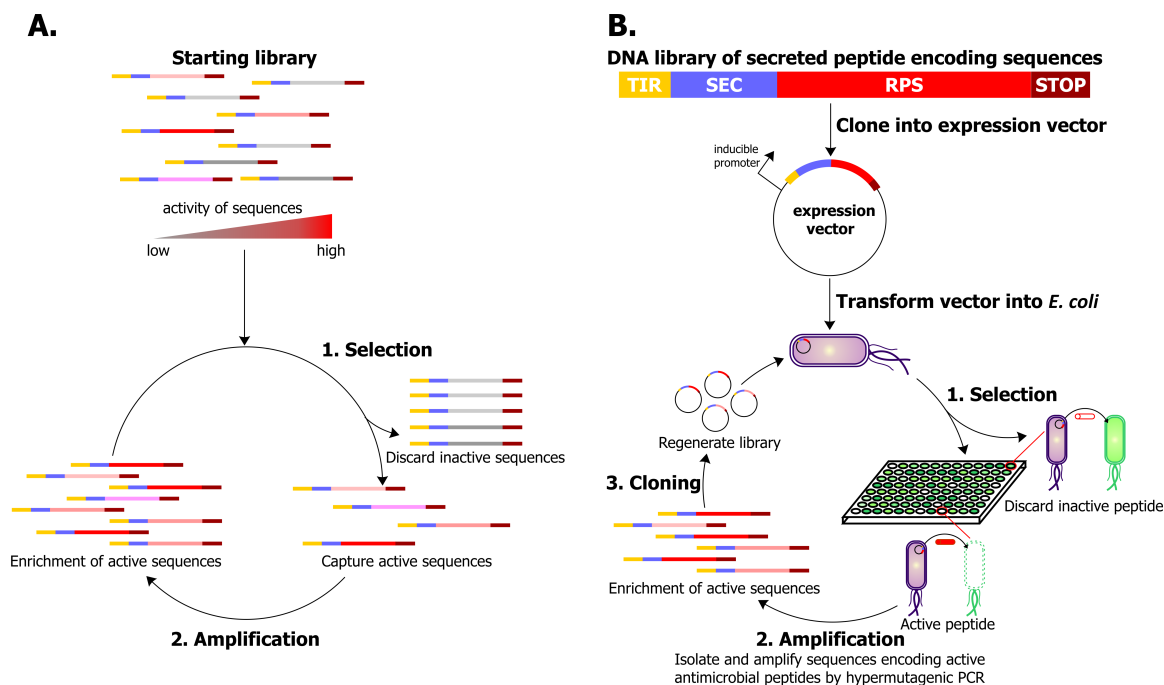 A.
Starting library
activity of sequences
low
high
1. Selection
Discard inactive sequences
Enrichment of active sequences
Capture active sequences
2. Amplification
B.
DNA library of secreted peptide encoding sequences
TIR SEC RPS STOP
Clone into expression vector
inducible
promoter
expression
vector
Transform vector into E. coli
1. Selection
Regenerate library
3. Cloning
Discard inactive peptide
Enrichment of active sequences
Active peptide
2. Amplification
Isolate and amplify sequences encoding active
antimicrobial peptides by hypermutagenic PCR